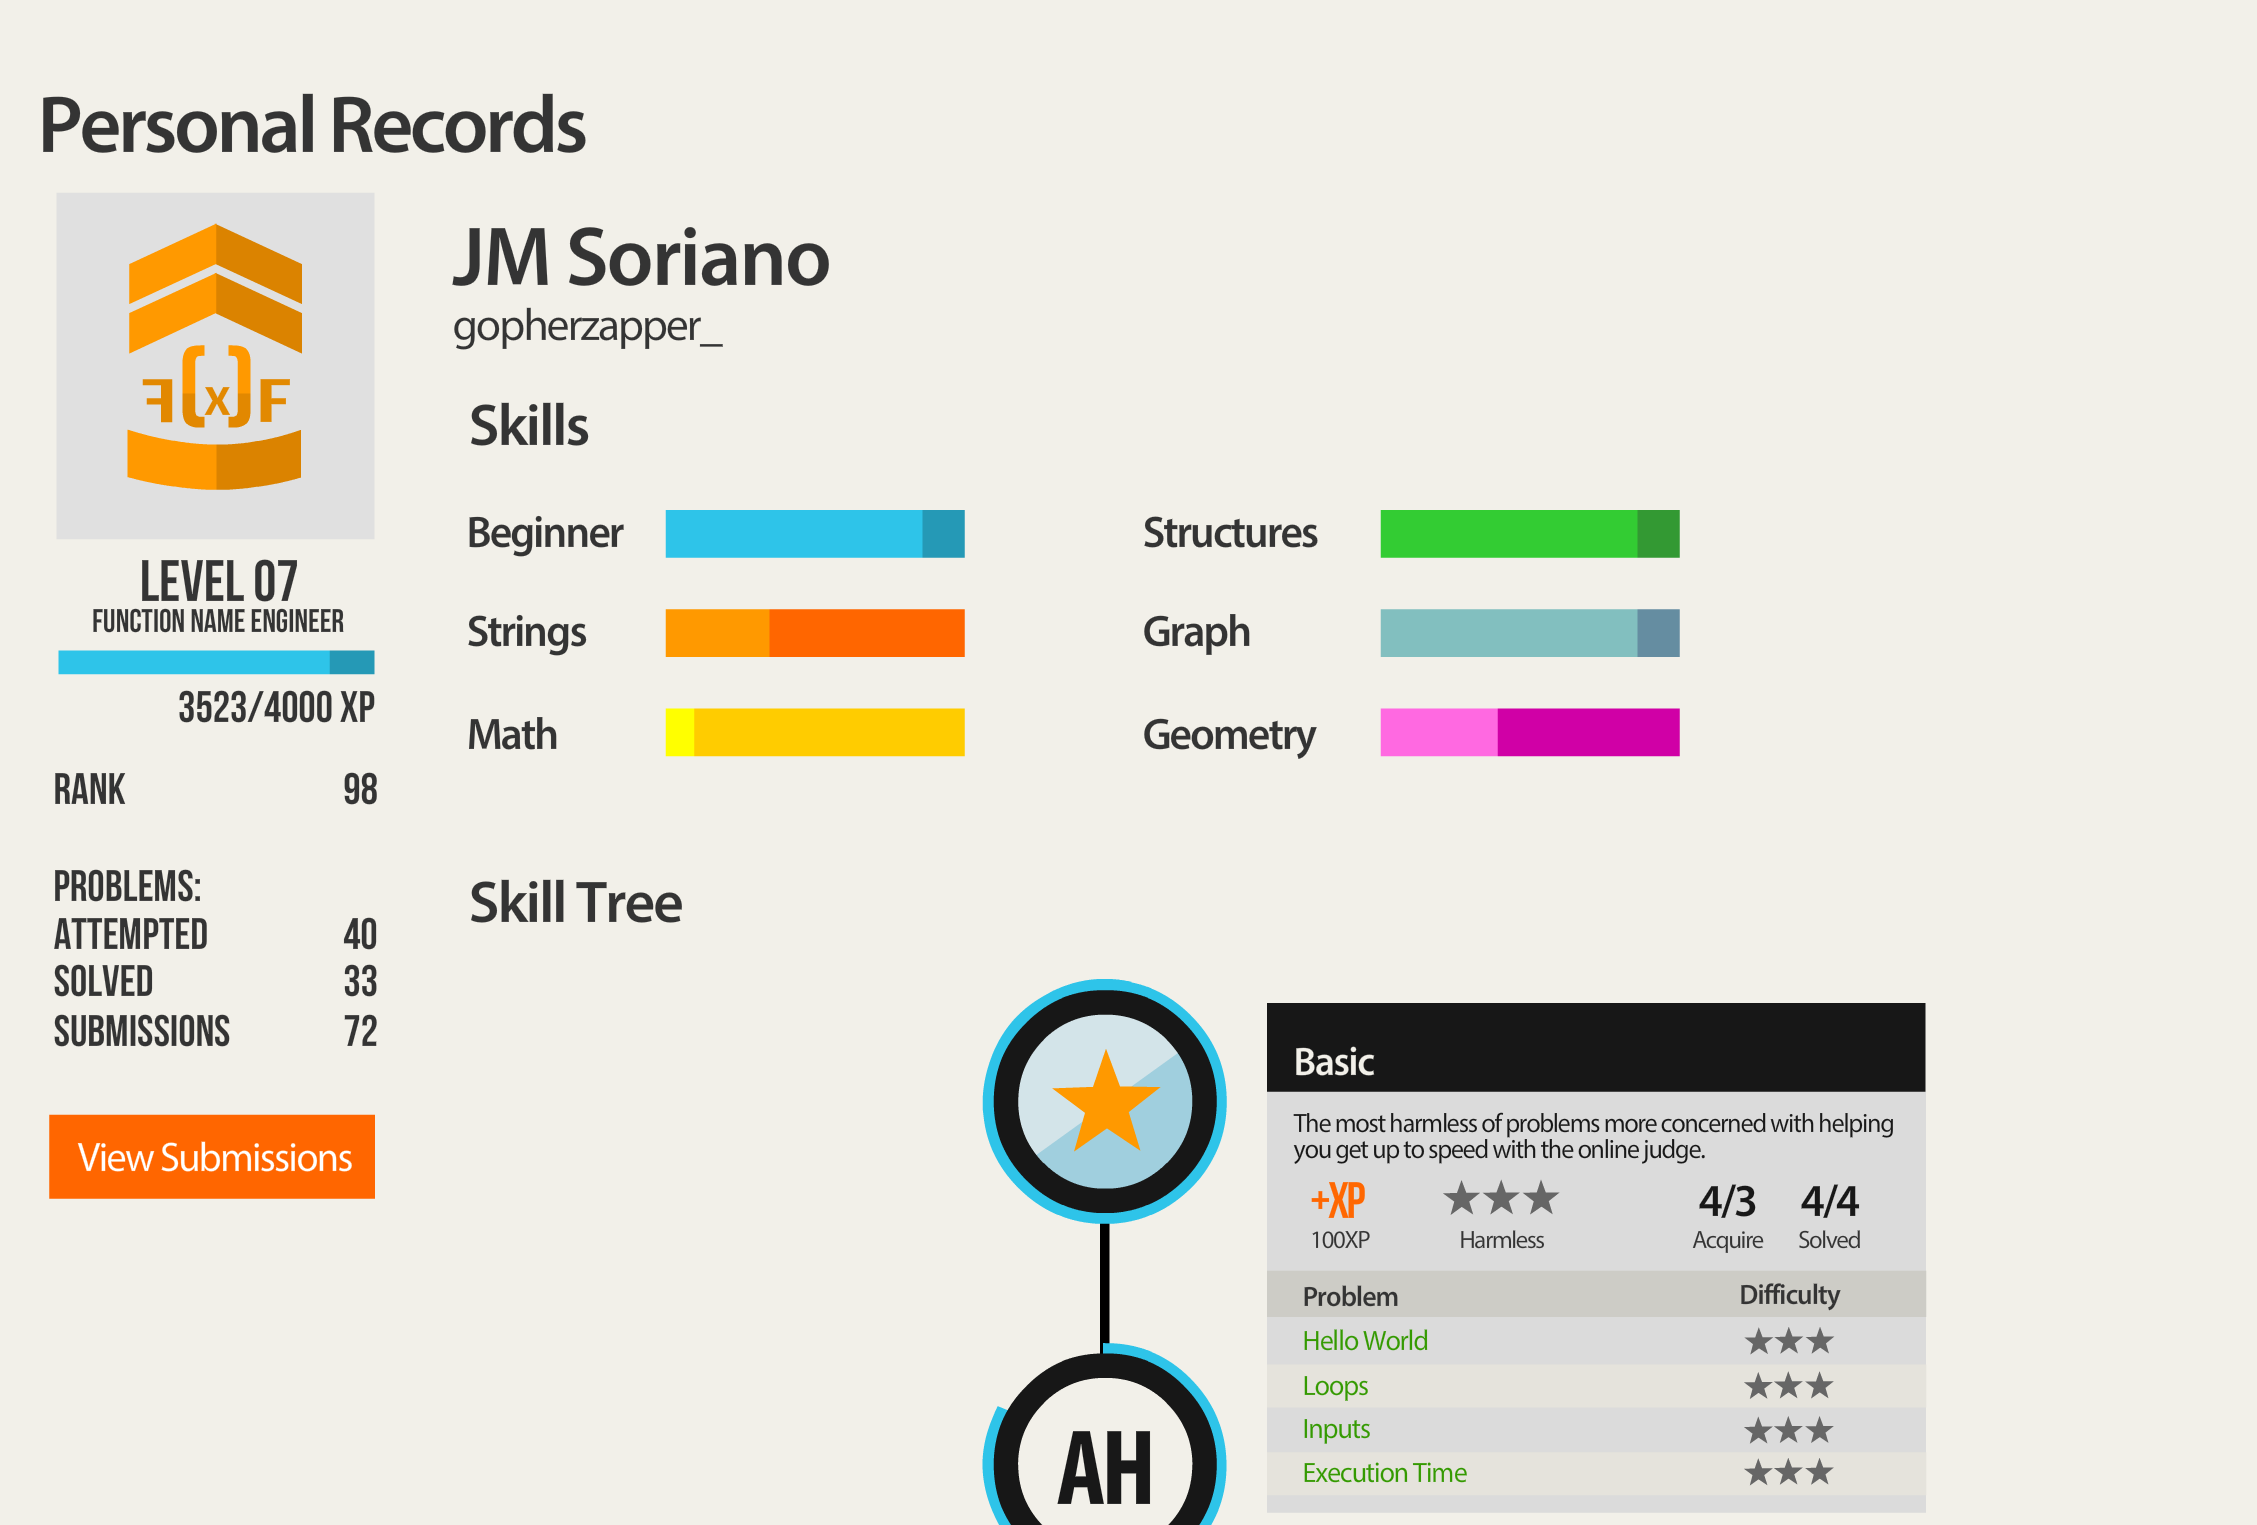 Personal Records
F(x)F
LEVEL 07
FUNCTION NAME ENGINEER
3523/4000 XP
RANK 98
PROBLEMS:
ATTEMPTED 40
SOLVED 33
SUBMISSIONS 72
View Submissions
JM Soriano
gopherzapper_
Skills
Beginner
Strings
Math
Structures
Graph
Geometry
Skill Tree
AH
Basic
The most harmless of problems more concerned with helping
you get up to speed with the online judge.
+XP 4/3 4/4
100XP Harmless Acquire Solved
Problem Difficulty
Hello World
Loops
Inputs
Execution Time